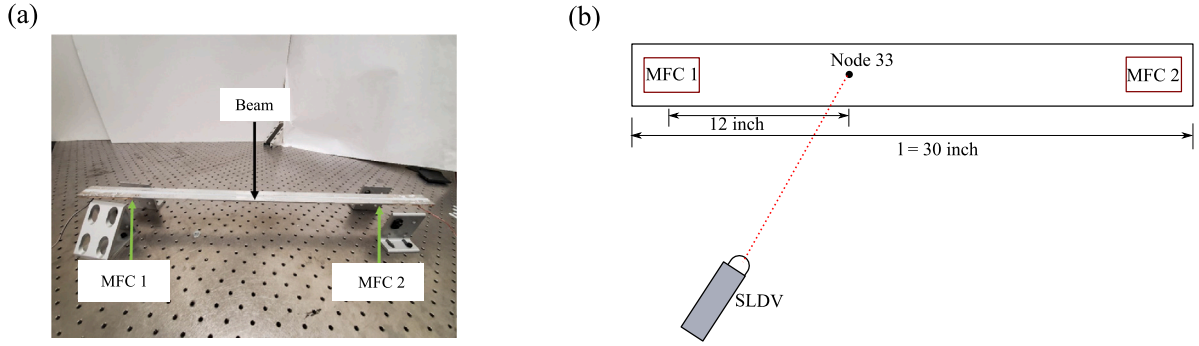 (a)
Beam
MFC 1
MFC 2
(b)
MFC 1
Node 33
MFC 2
12 inch
l = 30 inch
SLDV